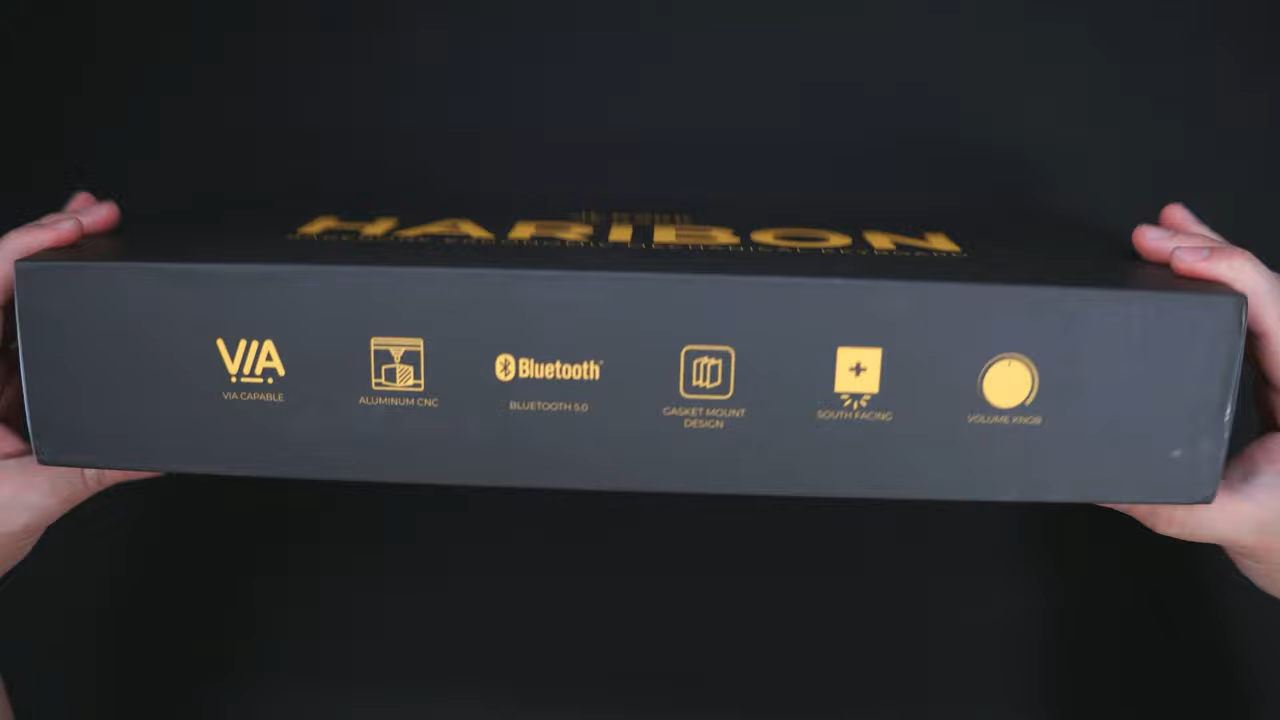 HARIBON
VIA
VIA CAPABLE
ALUMINUM CNC
Bluetooth
BLUETOOTH 5.0
GASKET MOUNT
DESIGN
SOUTH FACING
VOLUME KNOB